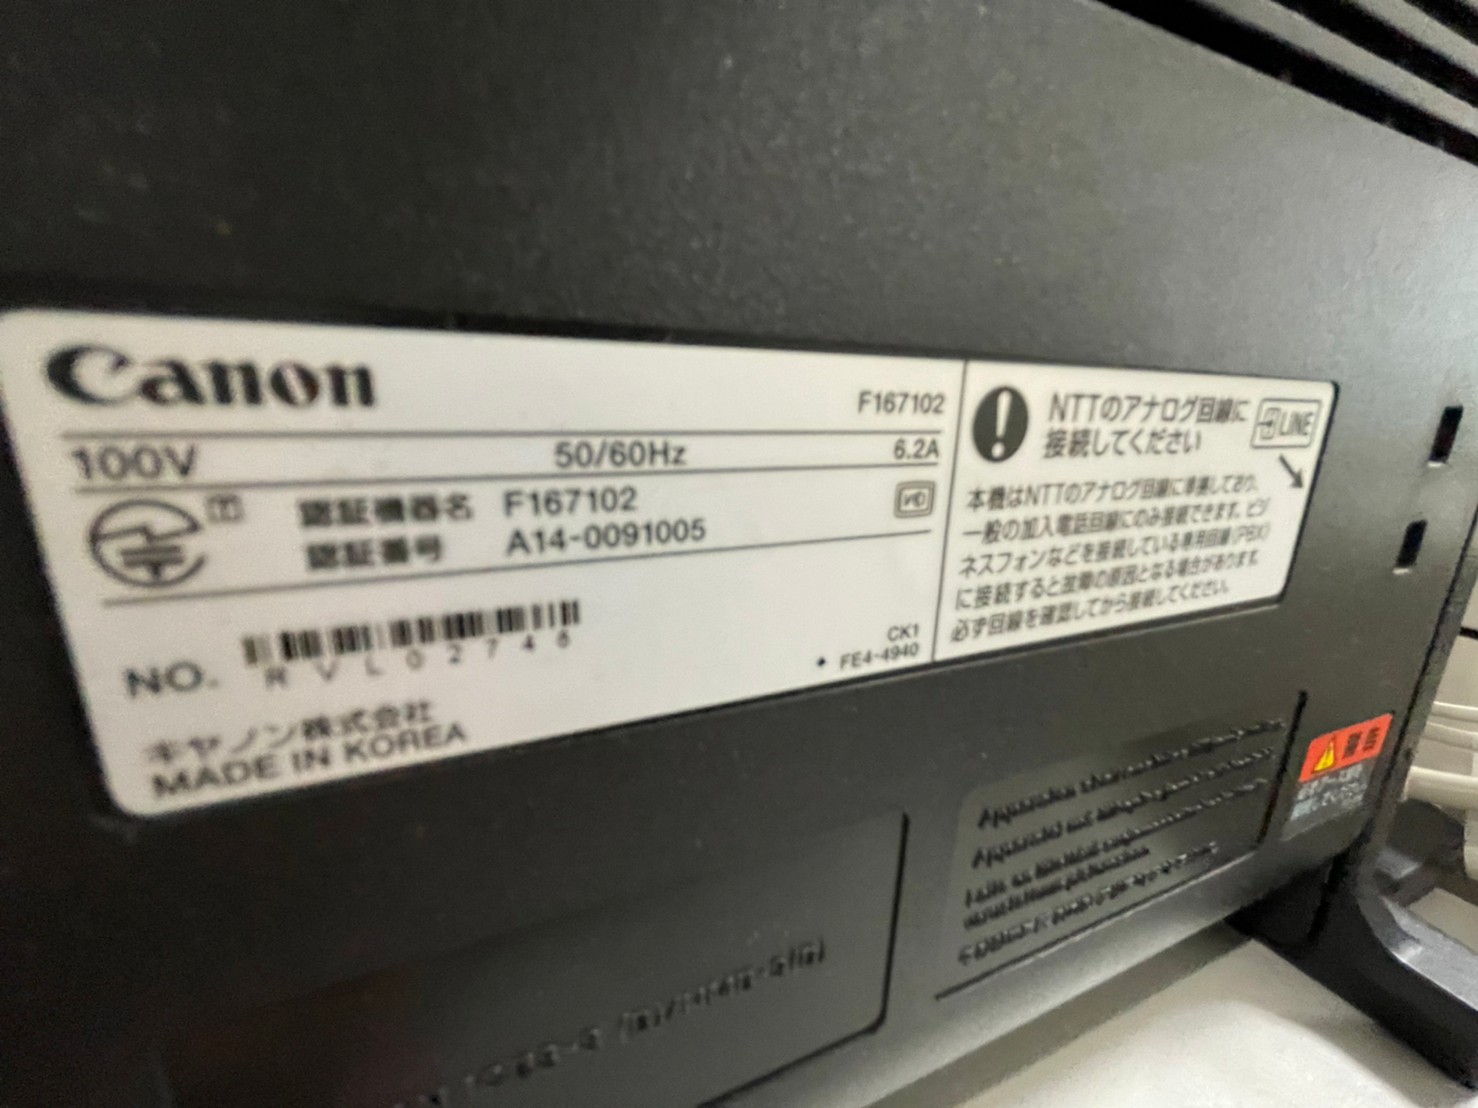 Canon
F167102
100V 50/60Hz 6.2A
T 認証機器名 F167102
認証番号 A14-0091005
NO. RVL02746
CK1
FE4-4940
キヤノン株式会社
MADE IN KOREA
NTTのアナログ回線に
接続してください
LINE
本機はNTTのアナログ回線に準拠しており、
一般の加入電話回線にのみ接続できます。ビジ
ネスフォンなどを接続している専用回線(PBX)
に接続すると故障の原因となる場合があります。
必ず回線を確認してから接続してください。
警告